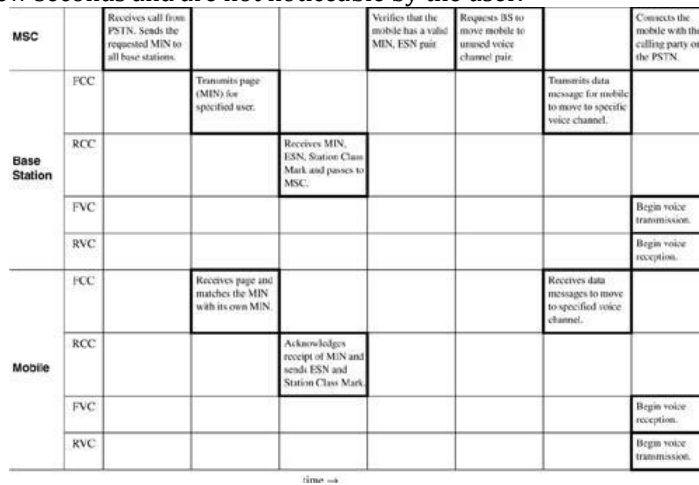 few seconds and are not noticeable by the user.
MSC
Receives call from
PSTN. Sends the
requested MIN to
all base stations.
Verifies that the
mobile has a valid
MIN, ESN pair.
Requests BS to
move mobile to
unused voice
channel pair.
Connects the
mobile with the
calling party on
the PSTN.
Base
Station
FCC
Transmits page
(MIN) for
specified user.
Transmits data
message for mobile
to move to specific
voice channel.
RCC
Receives MIN,
ESN, Station Class
Mark and passes to
MSC.
FVC
Begin voice
transmission.
RVC
Begin voice
reception.
Mobile
FCC
Receives page and
matches the MIN
with its own MIN.
Receives data
messages to move
to specified voice
channel.
RCC
Acknowledges
receipt of MIN and
sends ESN and
Station Class Mark.
FVC
Begin voice
reception.
RVC
Begin voice
transmission.
time →